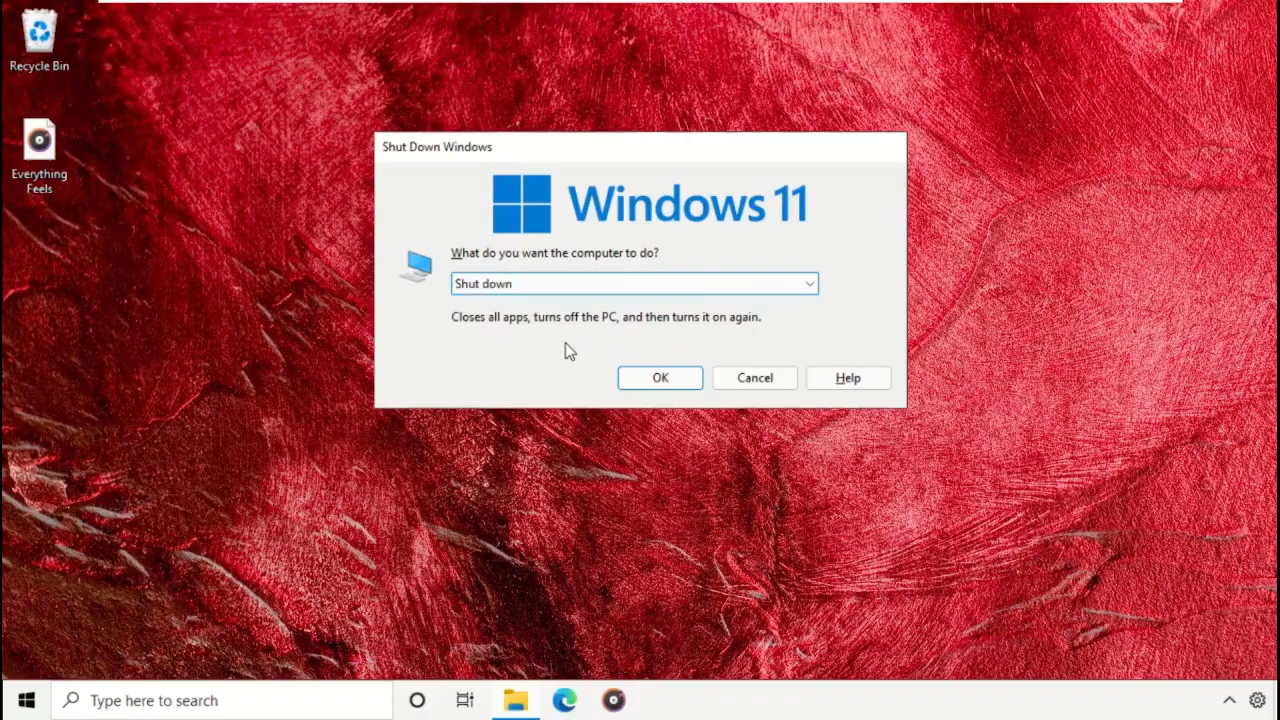 Recycle Bin
Everything
Feels
Shut Down Windows
Windows 11
What do you want the computer to do?
Shut down
Closes all apps, turns off the PC, and then turns it on again.
OK
Cancel
Help
Type here to search